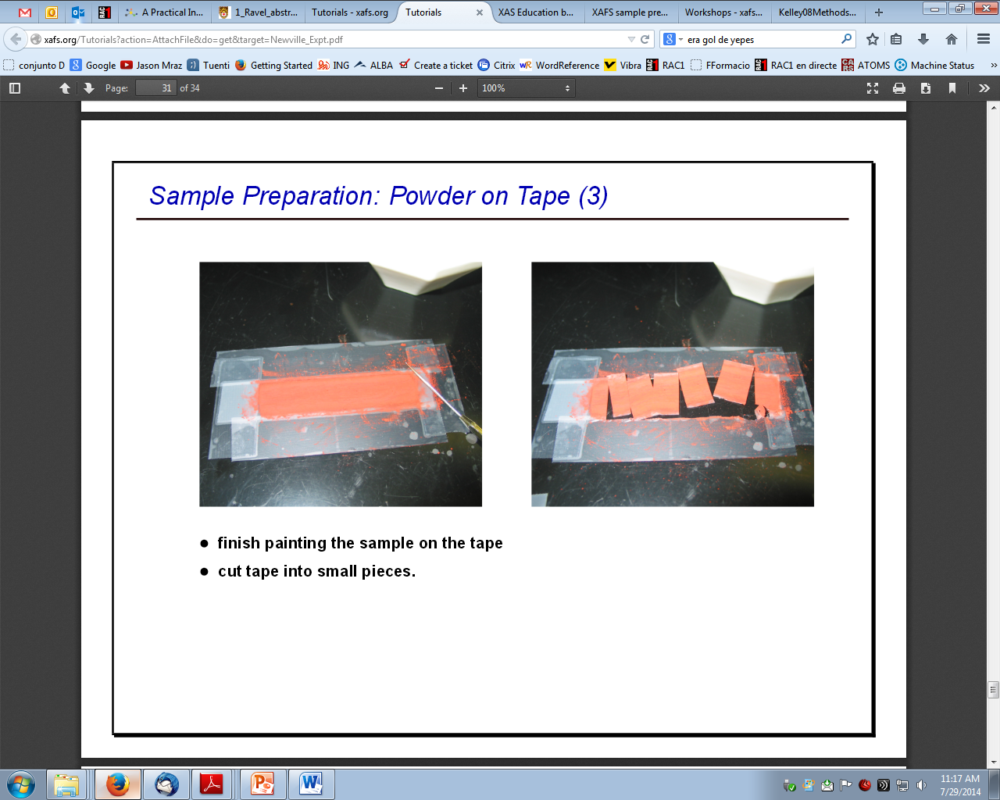 A Practical In...
1_Ravel_abstr...
Tutorials - xafs.org
Tutorials
XAS Education b...
XAFS sample pre...
Workshops - xafs...
Kelley08Methods...
xafs.org/Tutorials?action=AttachFile&do=get&target=Newville_Expt.pdf
era gol de yepes
conjunto D
Google
Jason Mraz
Tuenti
Getting Started
ING
ALBA
Create a ticket
Citrix
WordReference
Vibra
RAC1
FFormacio
RAC1 en directe
ATOMS
Machine Status
Page: 31 of 34
100%
Sample Preparation: Powder on Tape (3)
● finish painting the sample on the tape
● cut tape into small pieces.
11:17 AM
7/29/2014